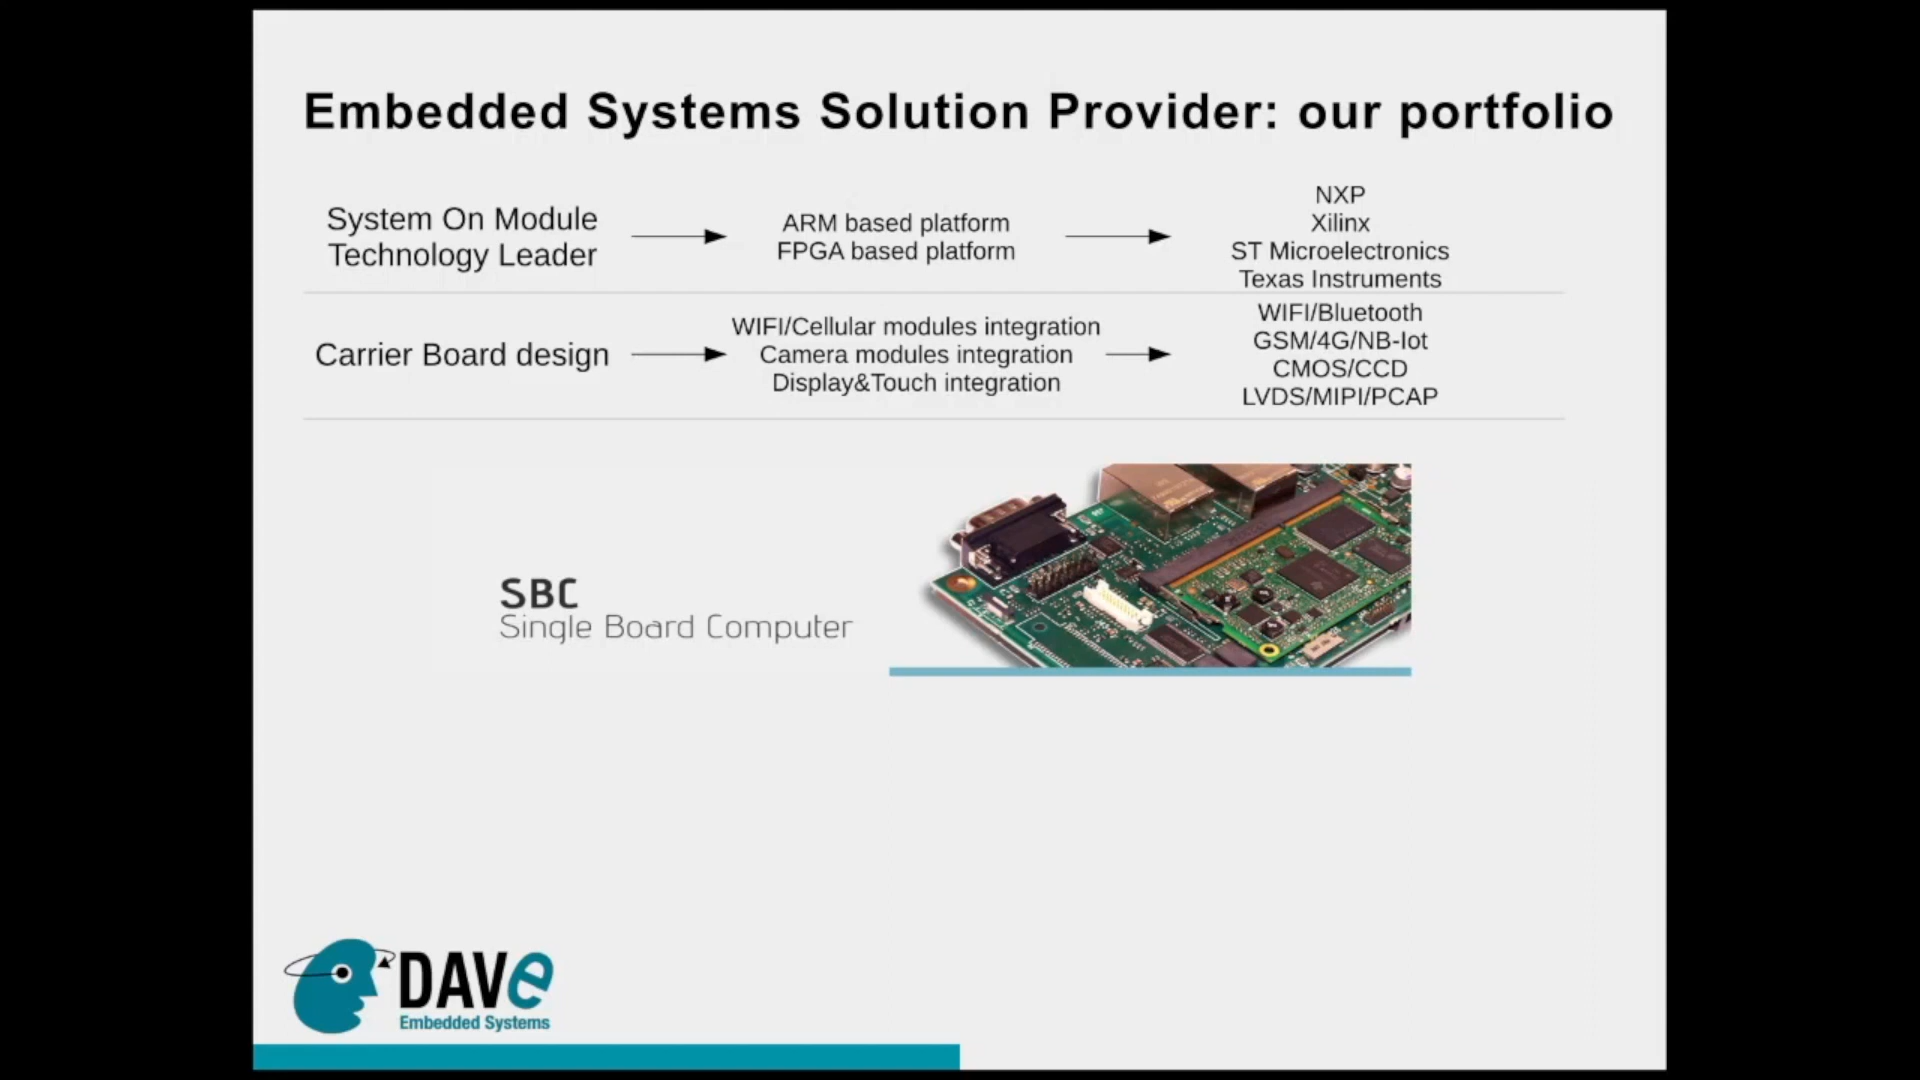 Embedded Systems Solution Provider: our portfolio
System On Module
Technology Leader
ARM based platform
FPGA based platform
NXP
Xilinx
ST Microelectronics
Texas Instruments
Carrier Board design
WIFI/Cellular modules integration
Camera modules integration
Display&Touch integration
WIFI/Bluetooth
GSM/4G/NB-Iot
CMOS/CCD
LVDS/MIPI/PCAP
SBC
Single Board Computer
DAVe
Embedded Systems